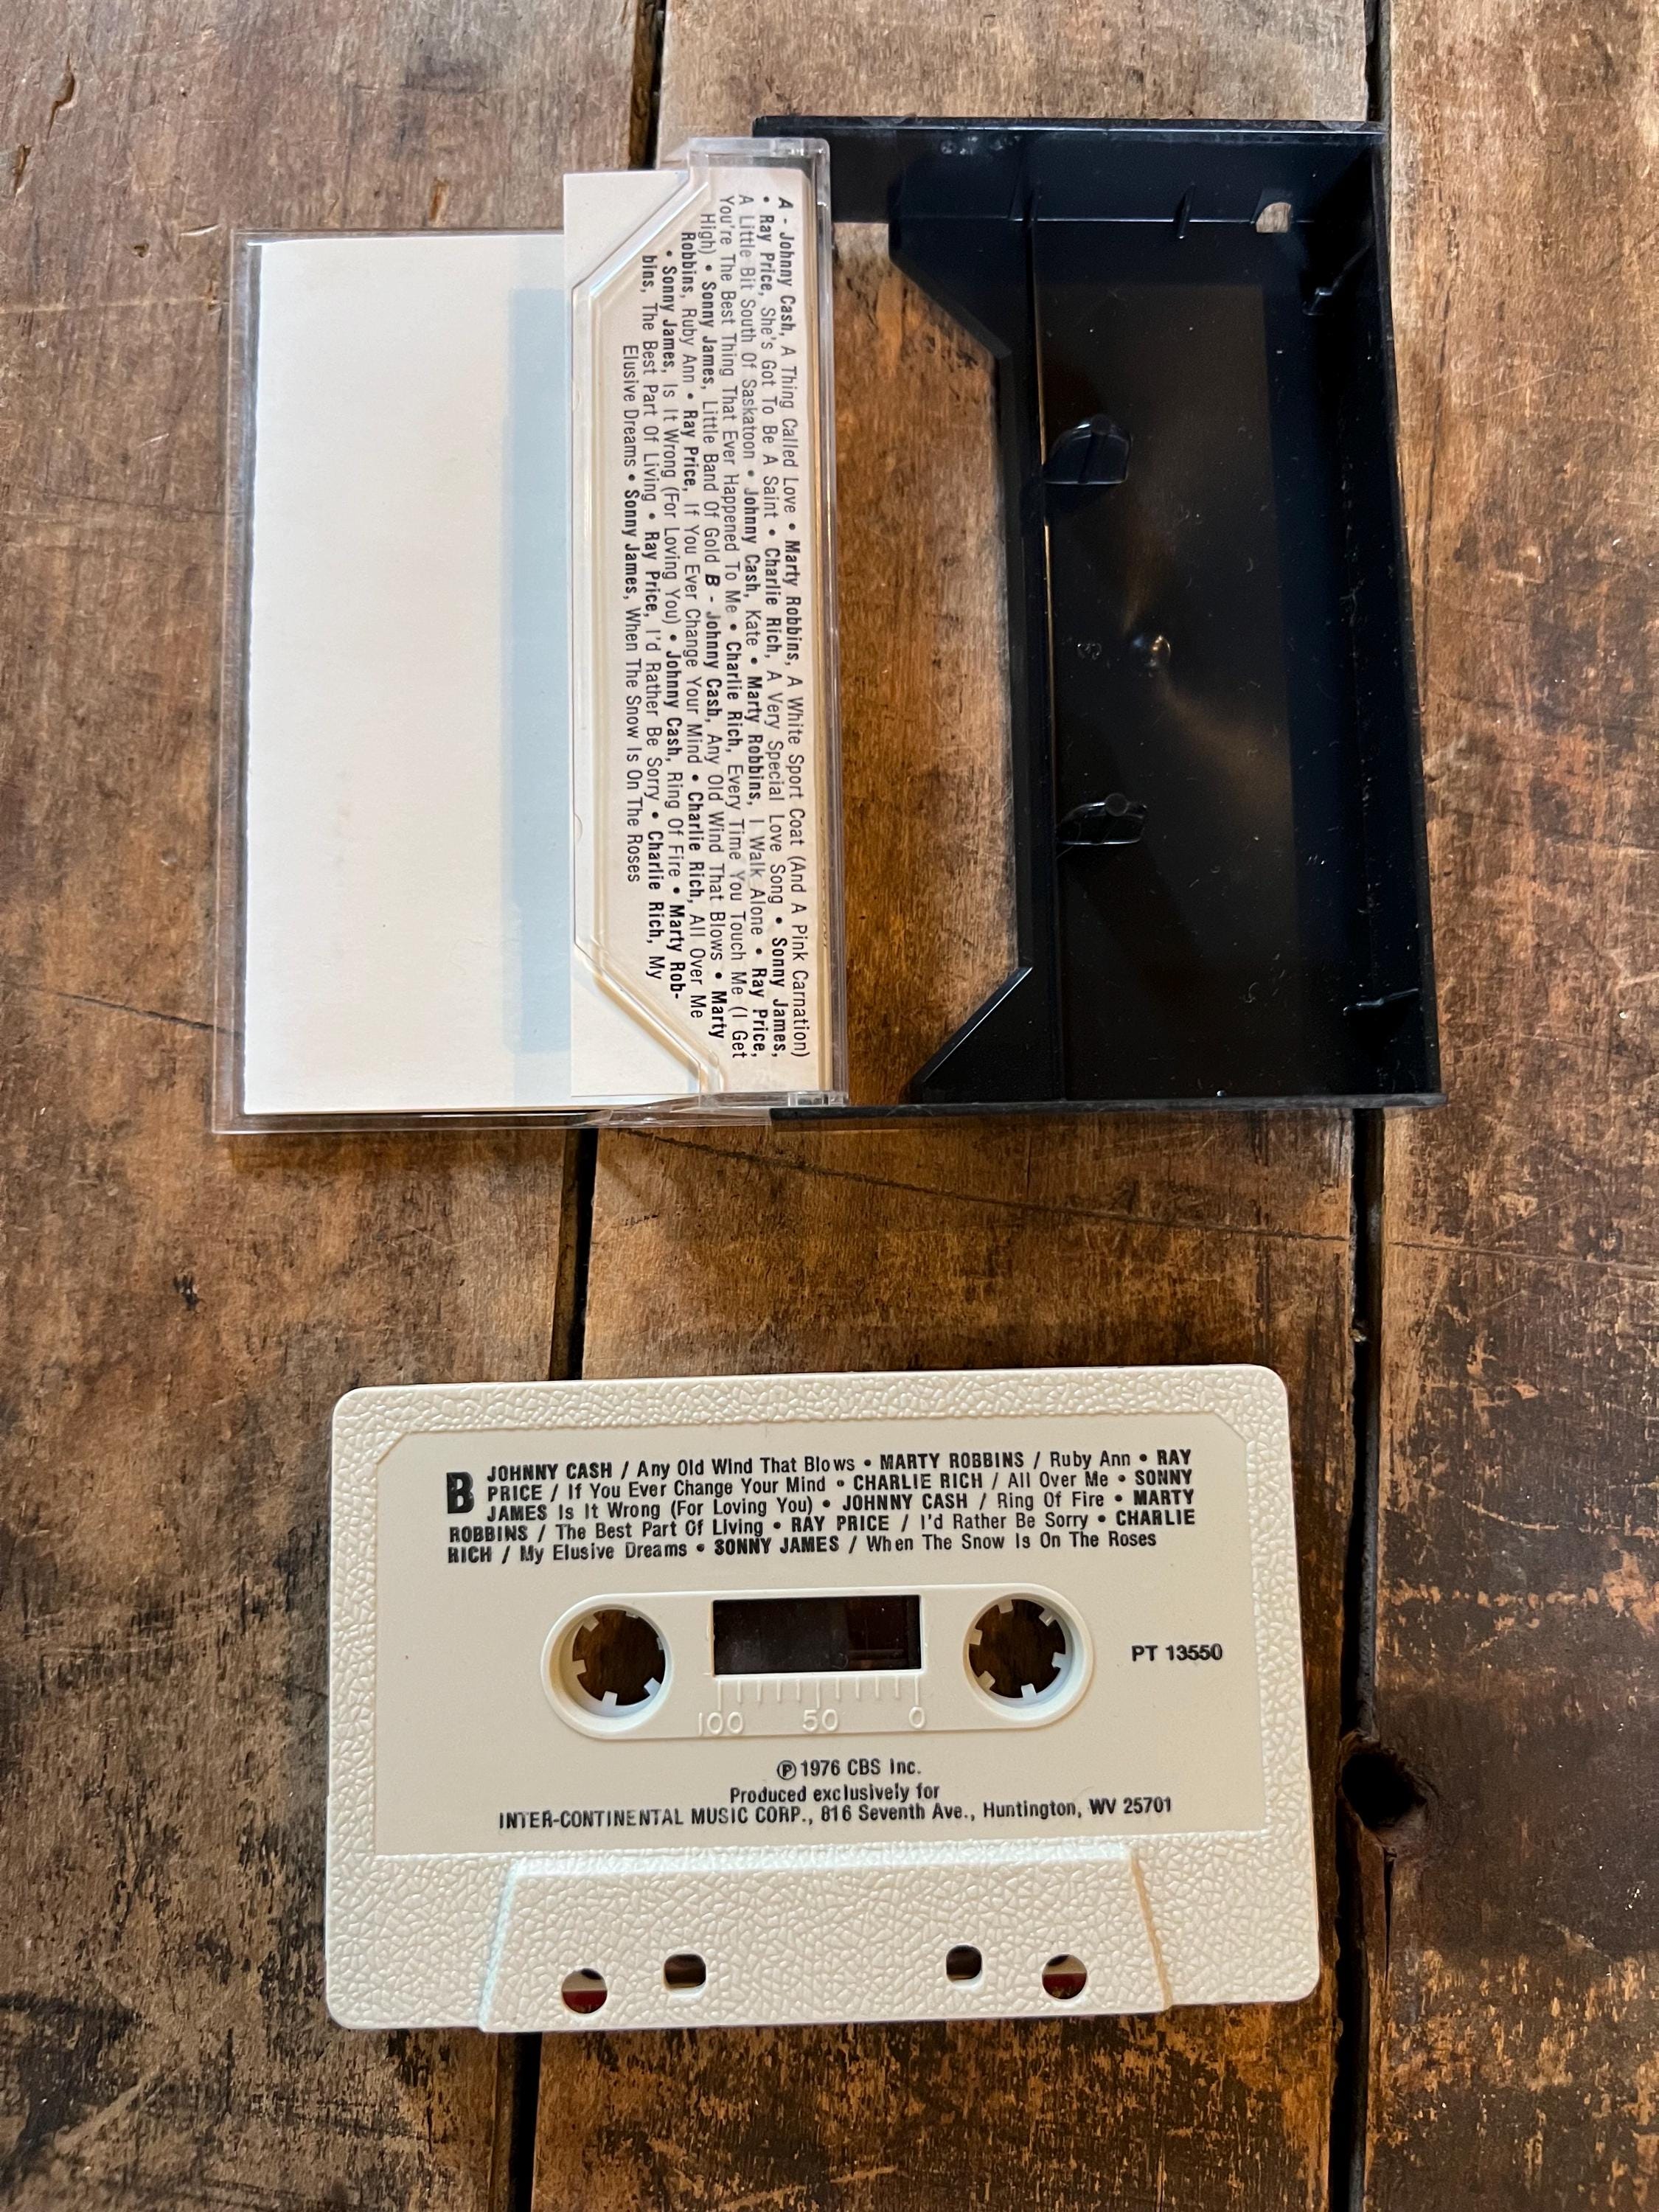 A - Johnny Cash, A Thing Called Love • Marty Robbins, A White Sport Coat (And A Pink Carnation)
• Ray Price, She's Got To Be A Saint • Charlie Rich, A Very Special Love Song • Sonny James,
A Little Bit South Of Saskatoon • Johnny Cash, Kate • Marty Robbins, I Walk Alone • Ray Price,
You're The Best Thing That Ever Happened To Me • Charlie Rich, Every Time You Touch Me (I Get
High) • Sonny James, Little Band Of Gold B - Johnny Cash, Any Old Wind That Blows • Marty
Robbins, Ruby Ann • Ray Price, If You Ever Change Your Mind • Charlie Rich, All Over Me
• Sonny James, Is It Wrong (For Loving You) • Johnny Cash, Ring Of Fire • Marty Rob-
bins, The Best Part Of Living • Ray Price, I'd Rather Be Sorry • Charlie Rich, My
Elusive Dreams • Sonny James, When The Snow Is On The Roses
B JOHNNY CASH / Any Old Wind That Blows • MARTY ROBBINS / Ruby Ann • RAY
PRICE / If You Ever Change Your Mind • CHARLIE RICH / All Over Me • SONNY
JAMES Is It Wrong (For Loving You) • JOHNNY CASH / Ring Of Fire • MARTY
ROBBINS / The Best Part Of Living • RAY PRICE / I'd Rather Be Sorry • CHARLIE
RICH / My Elusive Dreams • SONNY JAMES / When The Snow Is On The Roses
PT 13550
100 50 0
Ⓟ 1976 CBS Inc.
Produced exclusively for
INTER-CONTINENTAL MUSIC CORP., 816 Seventh Ave., Huntington, WV 25701